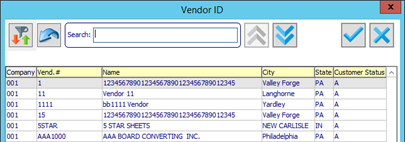 Vendor ID
Search:
Company Vend.# Name City State Customer Status
001 1 12345678901234567890123456789012345 Valley Forge PA A
001 11 Vendor 11 Langhorne PA A
001 1111 bb1111 Vendor Yardley PA A
001 15 12345678901234567890123456789012345 Valley Forge PA A
001 5STAR 5 STAR SHEETS NEW CARLISLE IN A
001 AAA1000 AAA BOARD CONVERTING INC. Philadelphia PA A